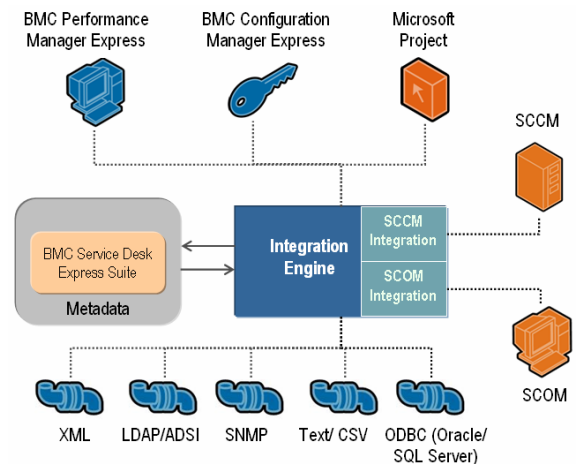 BMC Performance
Manager Express
BMC Configuration
Manager Express
Microsoft
Project
SCCM
BMC Service Desk
Express Suite
Metadata
Integration
Engine
SCCM
Integration
SCOM
Integration
SCOM
XML
LDAP/ADSI
SNMP
Text/ CSV
ODBC (Oracle/
SQL Server)